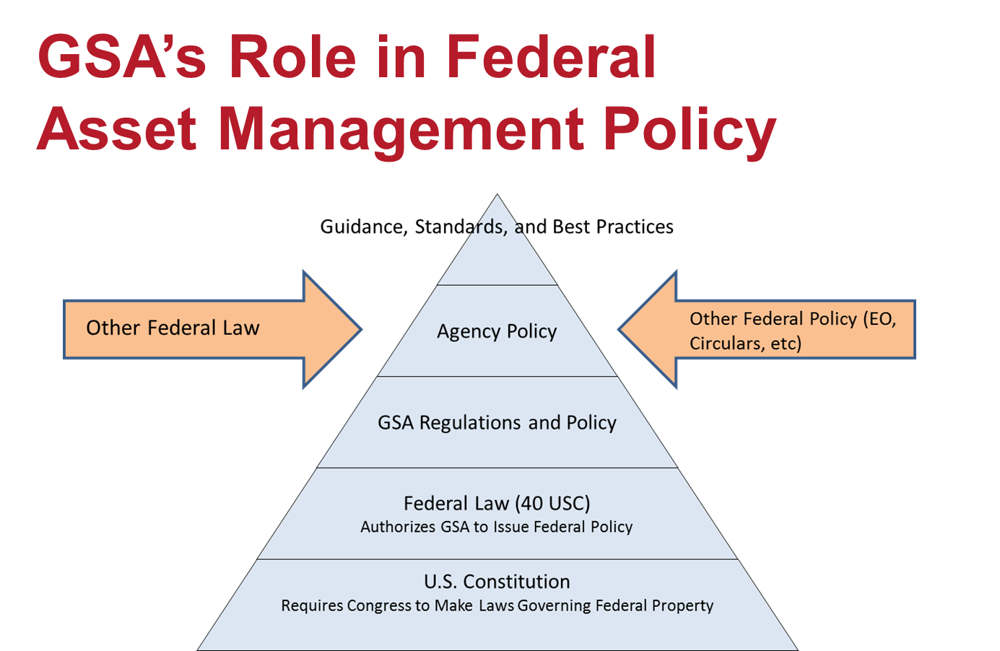 GSA’s Role in Federal
Asset Management Policy
Guidance, Standards, and Best Practices
Other Federal Law
Agency Policy
Other Federal Policy (EO,
Circulars, etc)
GSA Regulations and Policy
Federal Law (40 USC)
Authorizes GSA to Issue Federal Policy
U.S. Constitution
Requires Congress to Make Laws Governing Federal Property